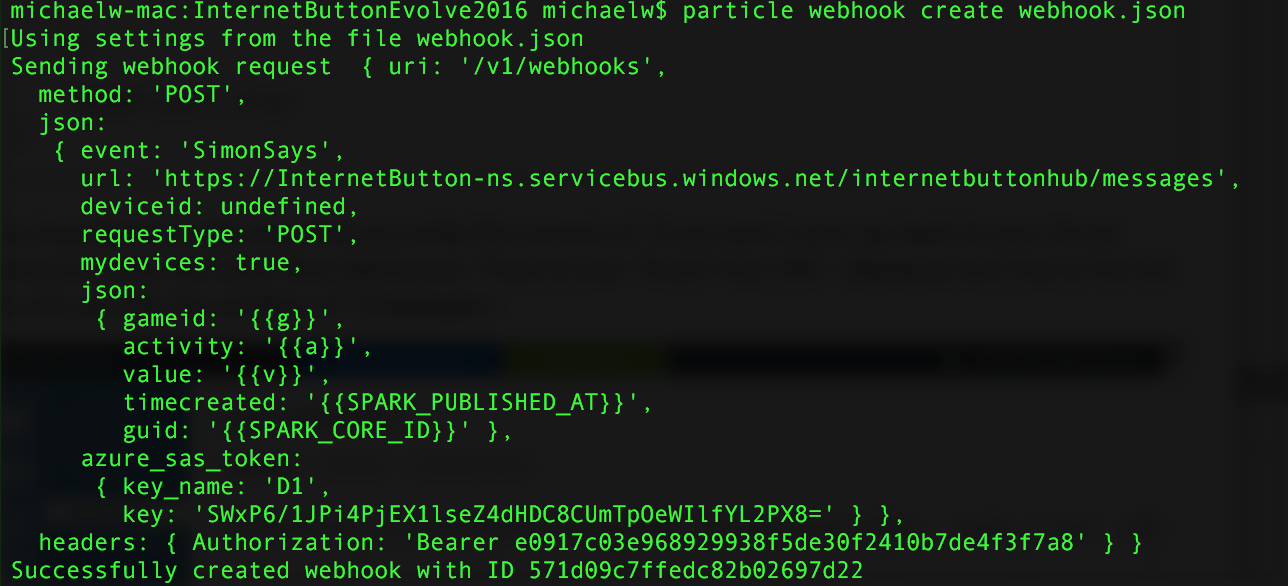 michaelw-mac:InternetButtonEvolve2016 michaelw$ particle webhook create webhook.json
[Using settings from the file webhook.json
Sending webhook request  { uri: '/v1/webhooks',
  method: 'POST',
  json:
   { event: 'SimonSays',
     url: 'https://InternetButton-ns.servicebus.windows.net/internetbuttonhub/messages',
     deviceid: undefined,
     requestType: 'POST',
     mydevices: true,
     json:
      { gameid: '{{g}}',
        activity: '{{a}}',
        value: '{{v}}',
        timecreated: '{{SPARK_PUBLISHED_AT}}',
        guid: '{{SPARK_CORE_ID}}' },
     azure_sas_token:
      { key_name: 'D1',
        key: 'SWxP6/1JPi4PjEX1lseZ4dHDC8CUmTpOeWIlfYL2PX8=' } },
  headers: { Authorization: 'Bearer e0917c03e968929938f5de30f2410b7de4f3f7a8' } }
Successfully created webhook with ID 571d09c7ffedc82b02697d22